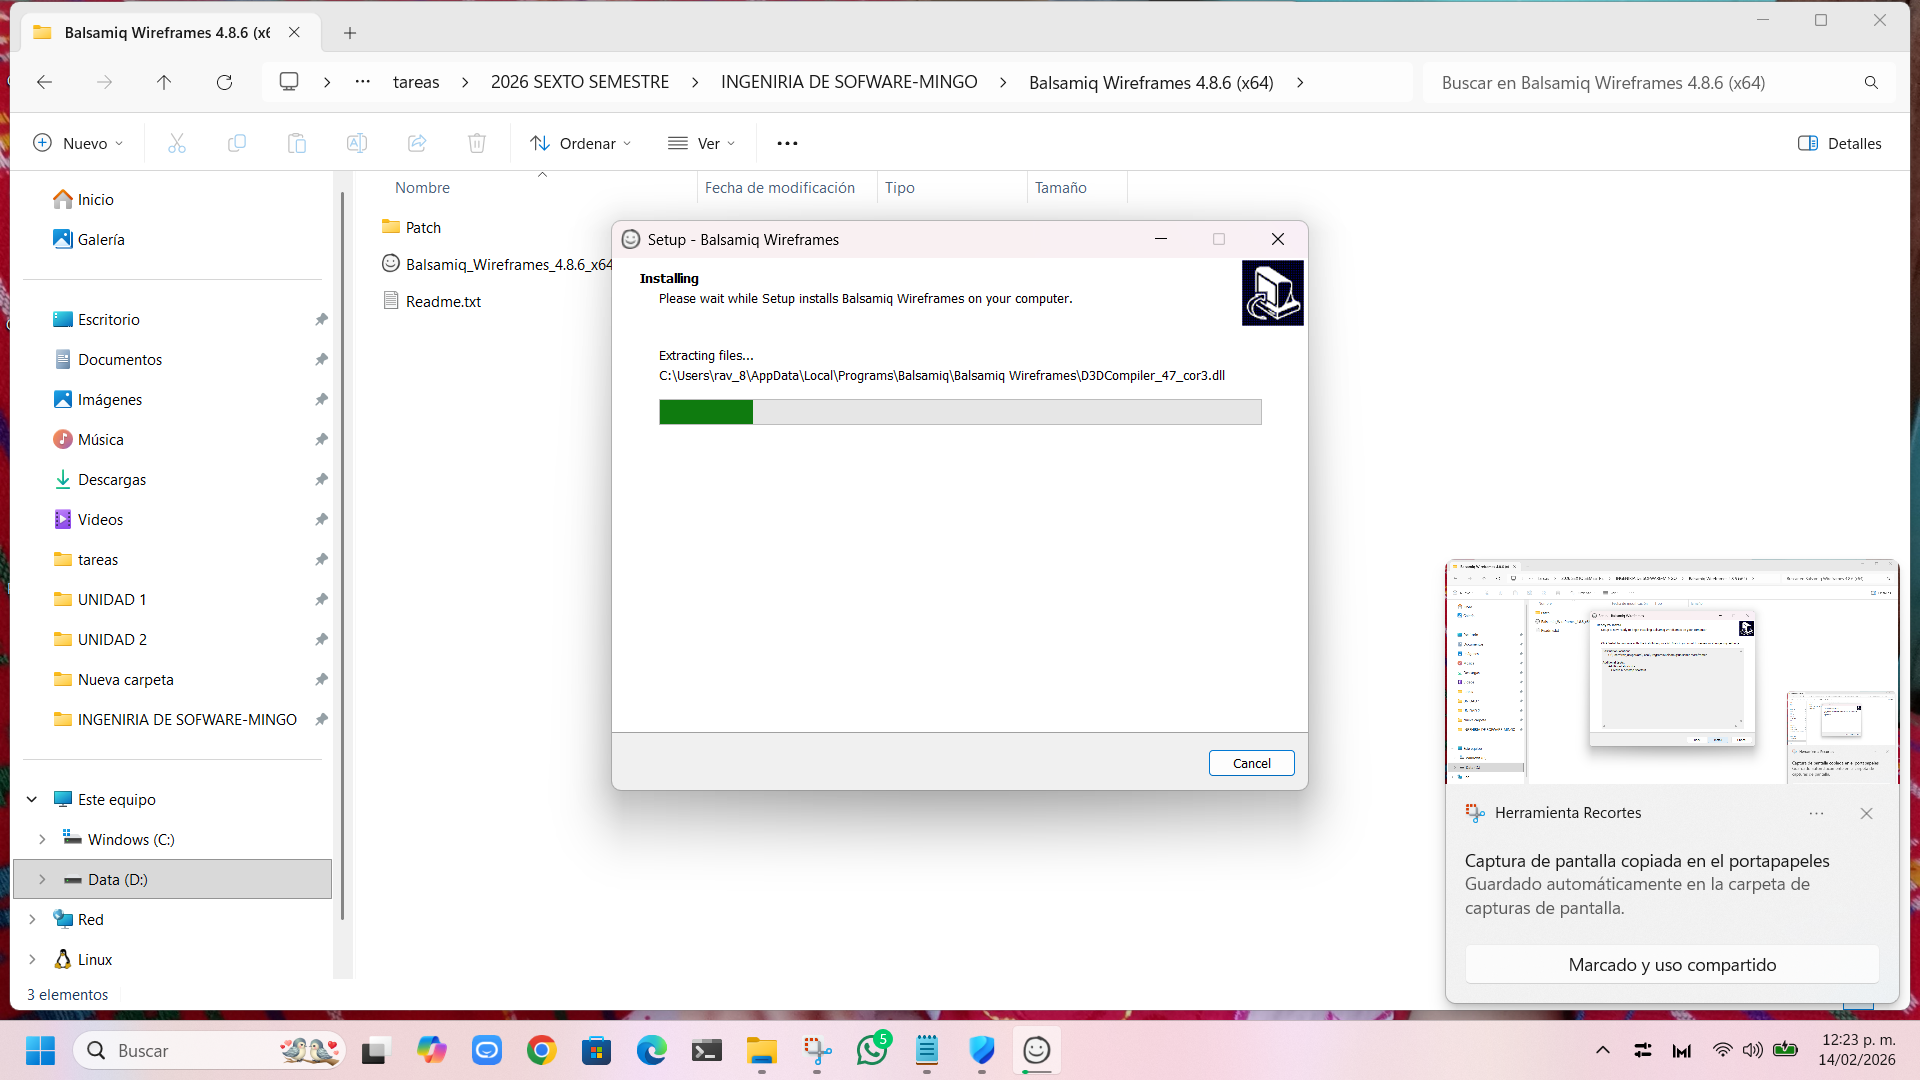 Balsamiq Wireframes 4.8.6 (x6
tareas
2026 SEXTO SEMESTRE
INGENIRIA DE SOFWARE-MINGO
Balsamiq Wireframes 4.8.6 (x64)
Buscar en Balsamiq Wireframes 4.8.6 (x64)
Nuevo
Ordenar
Ver
Detalles
Nombre
Fecha de modificación
Tipo
Tamaño
Inicio
Galería
Escritorio
Documentos
Imágenes
Música
Descargas
Videos
tareas
UNIDAD 1
UNIDAD 2
Nueva carpeta
INGENIRIA DE SOFWARE-MINGO
Este equipo
Windows (C:)
Data (D:)
Red
Linux
3 elementos
Patch
Balsamiq_Wireframes_4.8.6_x64
Readme.txt
Setup - Balsamiq Wireframes
Installing
Please wait while Setup installs Balsamiq Wireframes on your computer.
Extracting files...
C:\Users\rav_8\AppData\Local\Programs\Balsamiq\Balsamiq Wireframes\D3DCompiler_47_cor3.dll
Cancel
Herramienta Recortes
Captura de pantalla copiada en el portapapeles
Guardado automáticamente en la carpeta de
capturas de pantalla.
Marcado y uso compartido
Buscar
5
12:23 p. m.
14/02/2026